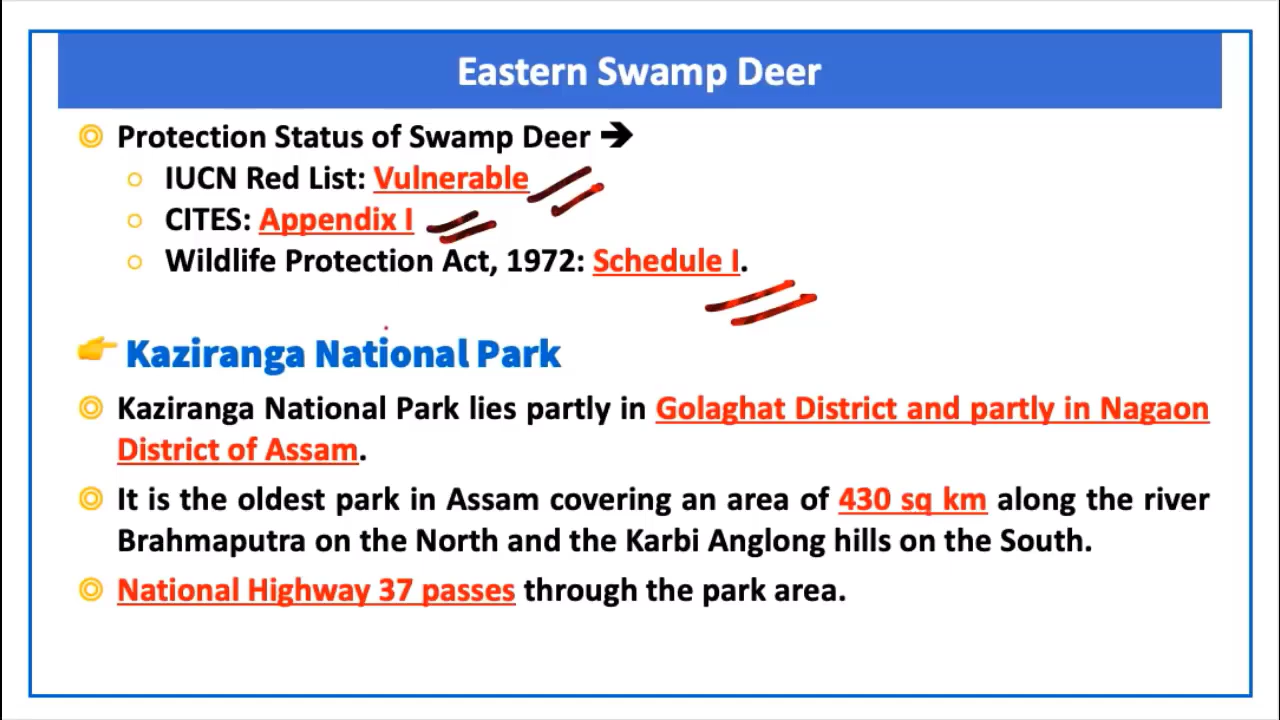 Eastern Swamp Deer
Protection Status of Swamp Deer ➔
IUCN Red List: Vulnerable
CITES: Appendix I
Wildlife Protection Act, 1972: Schedule I.
Kaziranga National Park
Kaziranga National Park lies partly in Golaghat District and partly in Nagaon
District of Assam.
It is the oldest park in Assam covering an area of 430 sq km along the river
Brahmaputra on the North and the Karbi Anglong hills on the South.
National Highway 37 passes through the park area.